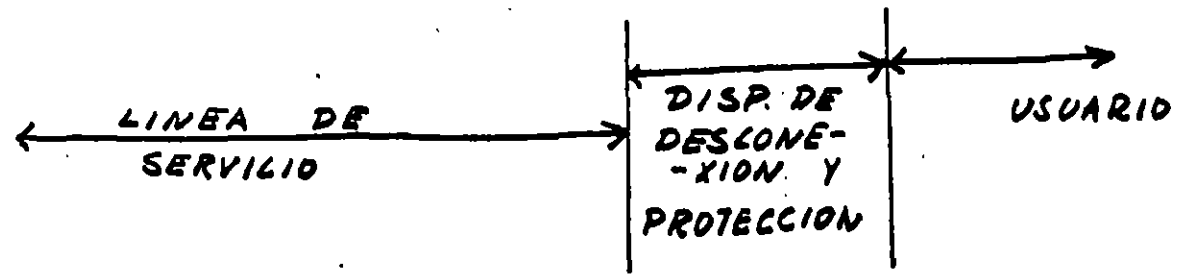 LINEA DE
SERVICIO
DISP. DE
DESCONE-
-XION Y
PROTECCION
USUARIO